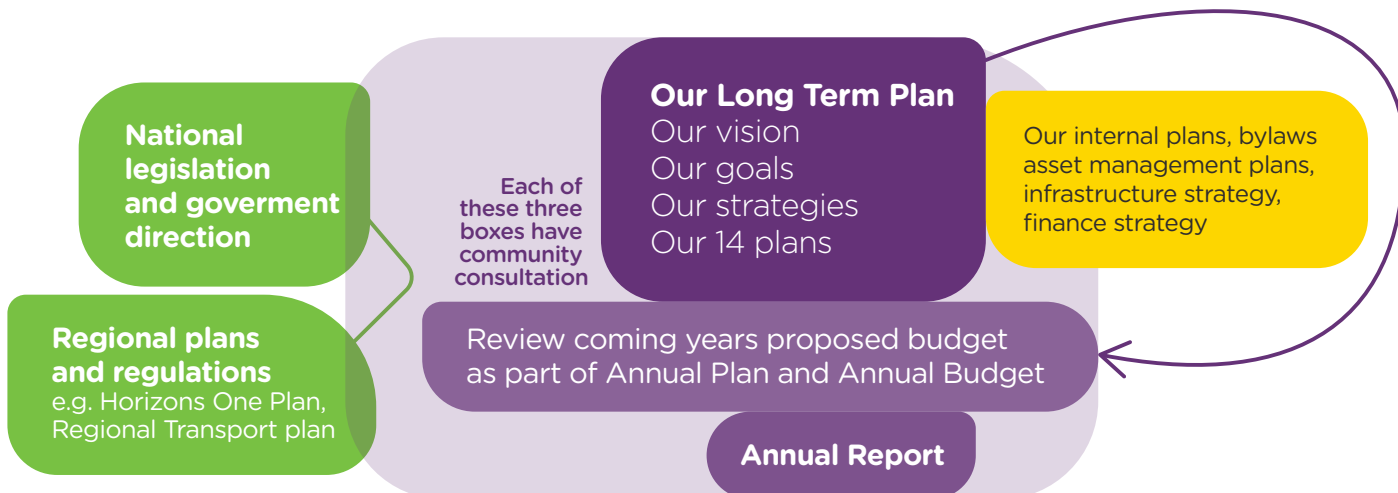 National
legislation
and goverment
direction
Regional plans
and regulations
e.g. Horizons One Plan,
Regional Transport plan
Each of
these three
boxes have
community
consultation
Our Long Term Plan
Our vision
Our goals
Our strategies
Our 14 plans
Our internal plans, bylaws
asset management plans,
infrastructure strategy,
finance strategy
Review coming years proposed budget
as part of Annual Plan and Annual Budget
Annual Report